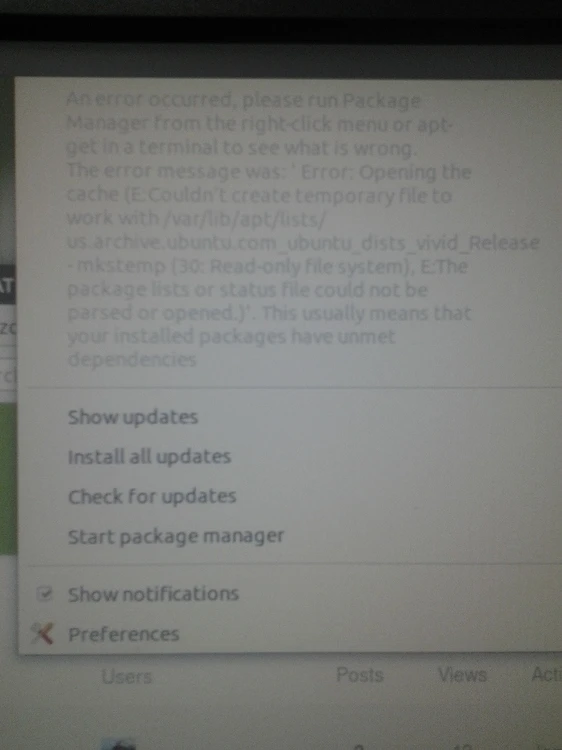 An error occurred, please run Package
Manager from the right-click menu or apt-
get in a terminal to see what is wrong.
The error message was: ' Error: Opening the
cache (E:Couldn't create temporary file to
work with /var/lib/apt/lists/
us.archive.ubuntu.com_ubuntu_dists_vivid_Release
- mkstemp (30: Read-only file system), E:The
package lists or status file could not be
parsed or opened.)'. This usually means that
your installed packages have unmet
dependencies
Show updates
Install all updates
Check for updates
Start package manager
Show notifications
Preferences
Users Posts Views